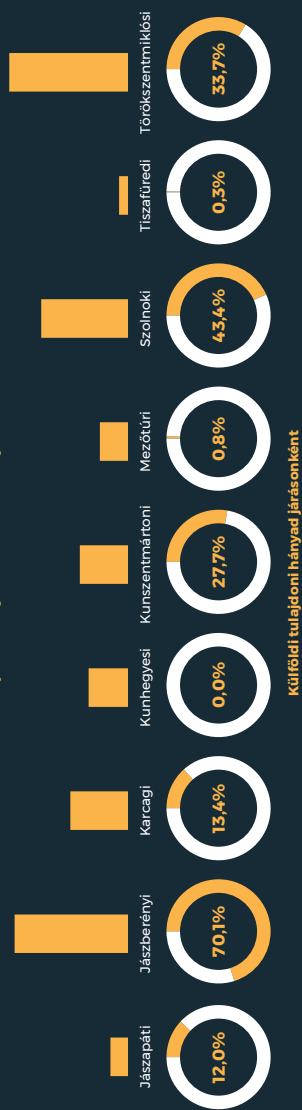 Jászapáti
Jászberényi
Karcagi
Kunhegyesi
Kunszentmártoni
Mezőtúri
Szolnoki
Tiszafüredi
Törökszentmiklósi
12,0%
70,1%
13,4%
0,0%
27,7%
0,8%
43,4%
0,3%
33,7%
Külföldi tulajdoni hányad járásonként